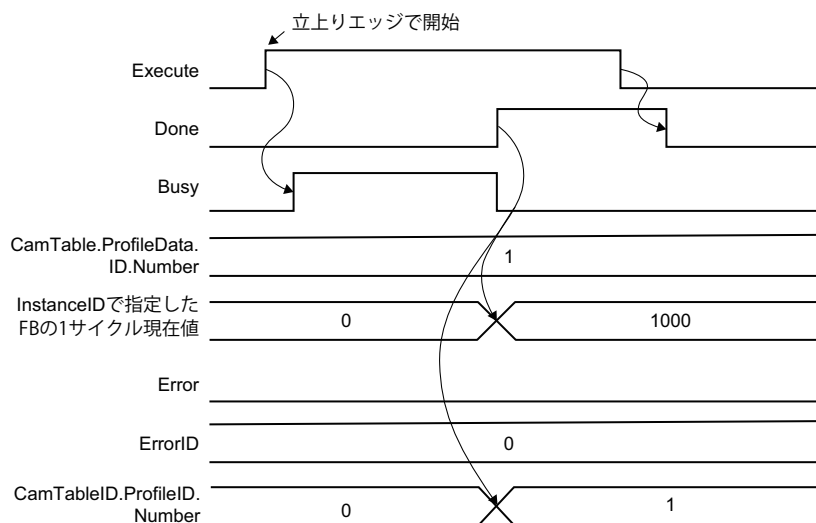 立上りエッジで開始
Execute
Done
Busy
CamTable.ProfileData.
ID.Number
1
InstanceIDで指定した
FBの1サイクル現在値
0
1000
Error
ErrorID
0
CamTableID.ProfileID.
Number
0
1